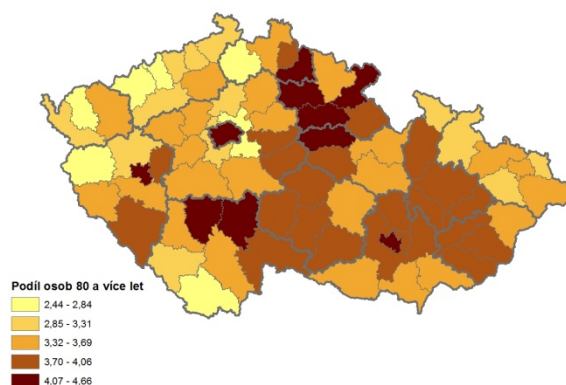 Podíl osob 80 a více let
2,44 - 2,84
2,85 - 3,31
3,32 - 3,69
3,70 - 4,06
4,07 - 4,66